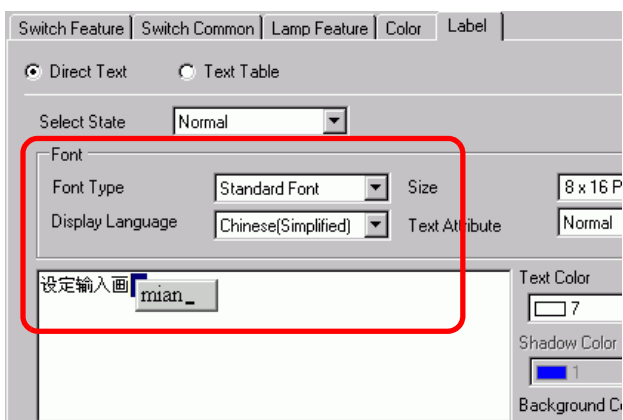 Switch Feature Switch Common Lamp Feature Color Label
Direct Text Text Table
Select State Normal
Font
Font Type Standard Font Size 8 x 16 P
Display Language Chinese(Simplified) Text Attribute Normal
设定输入画 mian_
Text Color
7
Shadow Color
1
Background Co